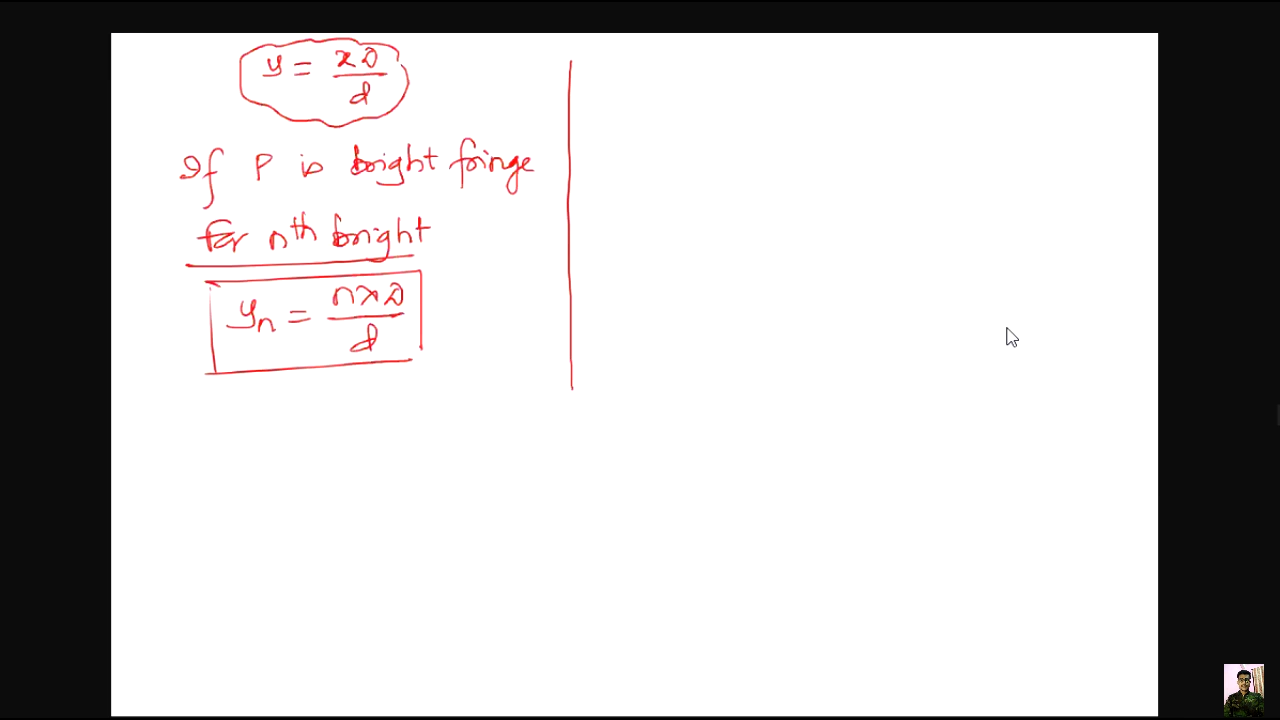 y = xD/d
If P is bright fringe
for nth bright
yₙ = nλD/d